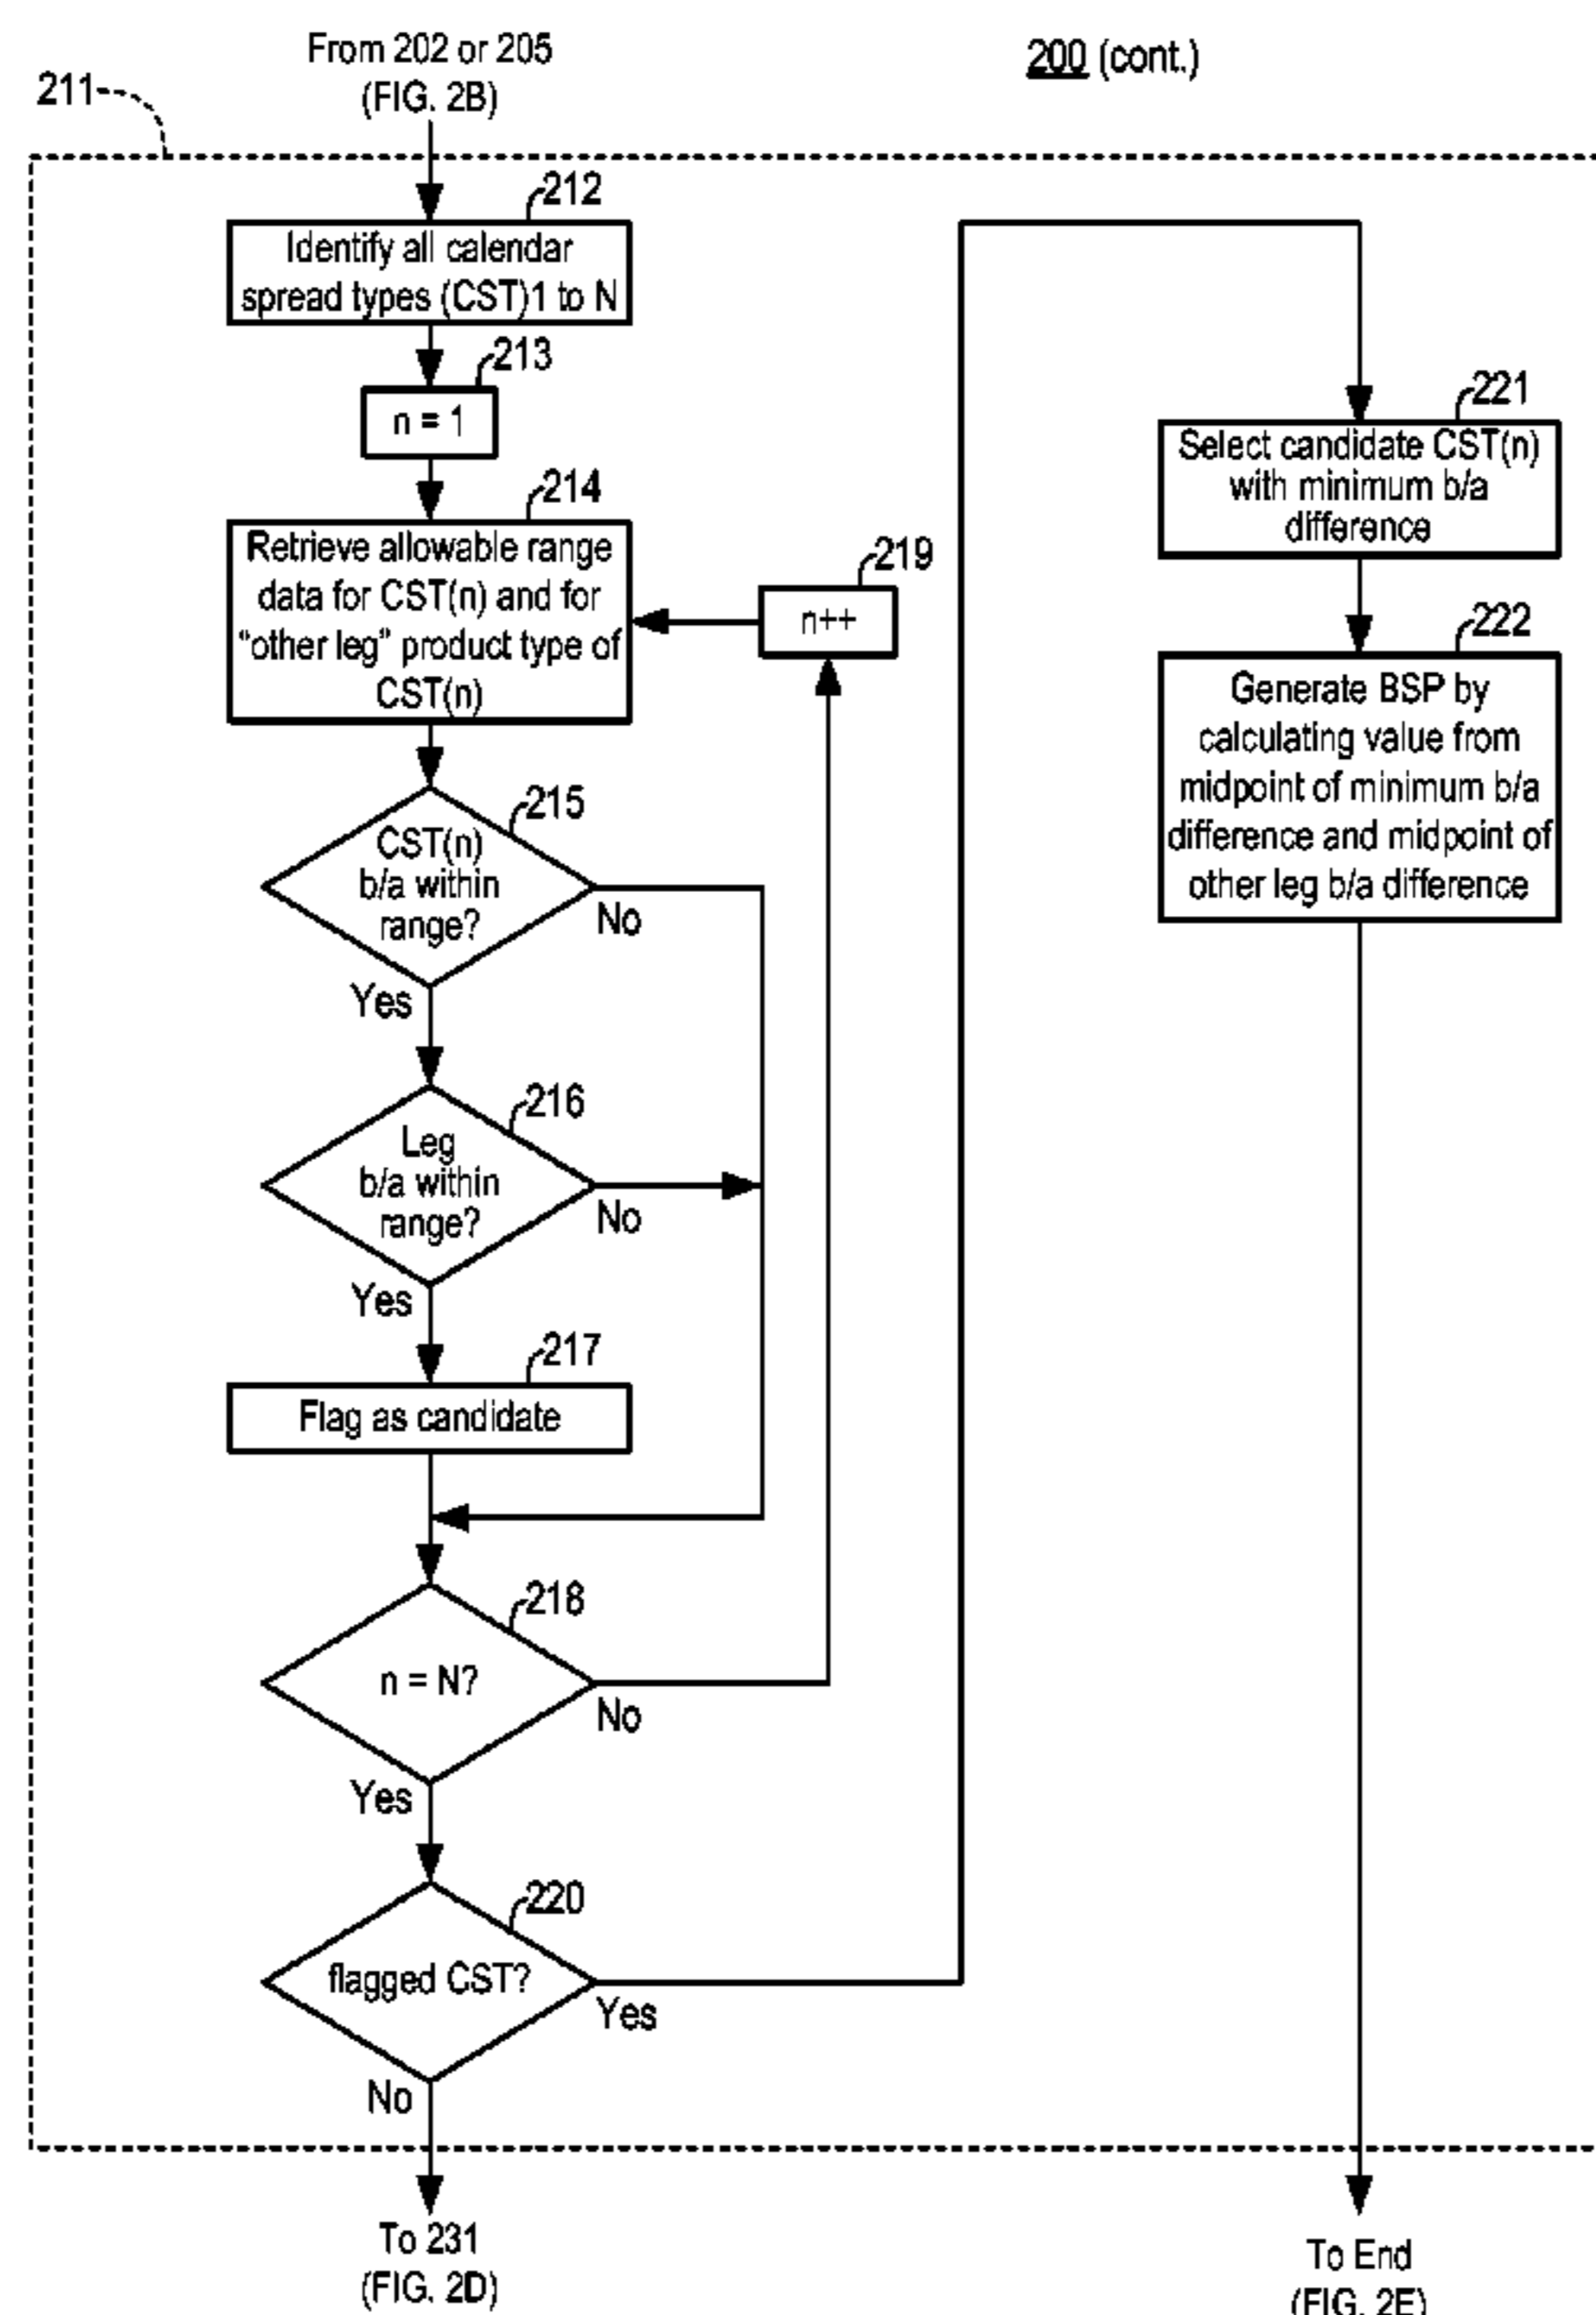 From 202 or 205
(FIG. 2B)
200 (cont.)
211
212
Identify all calendar
spread types (CST)1 to N
213
n = 1
214
Retrieve allowable range
data for CST(n) and for
"other leg" product type of
CST(n)
219
n++
215
CST(n)
b/a within
range?
No
Yes
216
Leg
b/a within
range?
No
Yes
217
Flag as candidate
218
n = N?
No
Yes
220
flagged CST?
Yes
No
To 231
(FIG. 2D)
221
Select candidate CST(n)
with minimum b/a
difference
222
Generate BSP by
calculating value from
midpoint of minimum b/a
difference and midpoint of
other leg b/a difference
To End
(FIG. 2E)